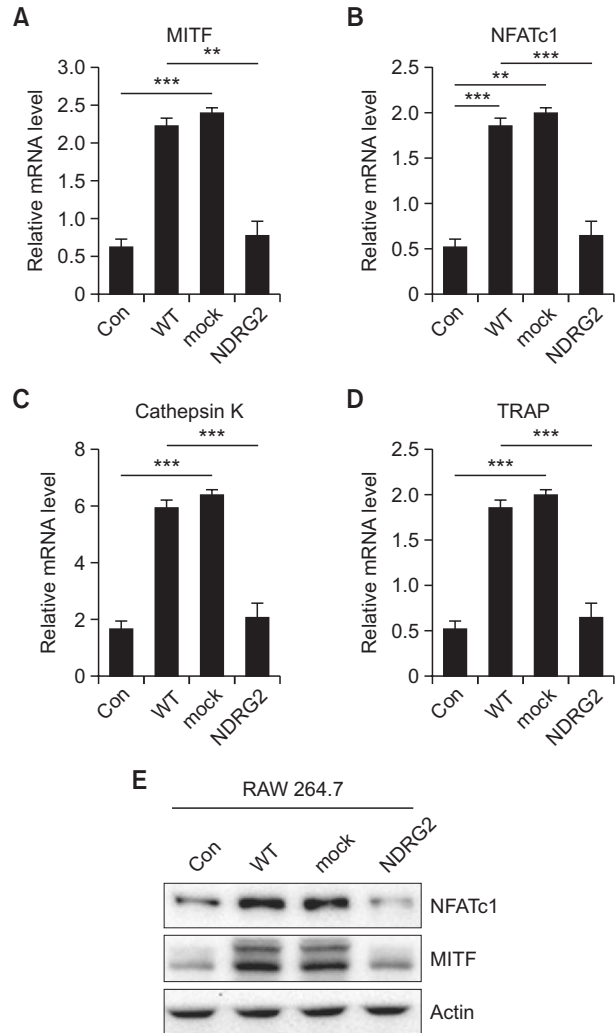 A
MITF
Relative mRNA level
3.0
2.5
2.0
1.5
1.0
0.5
0
***
**
Con
WT
mock
NDRG2
B
NFATc1
Relative mRNA level
2.5
2.0
1.5
1.0
0.5
0
***
**
***
Con
WT
mock
NDRG2
C
Cathepsin K
Relative mRNA level
8
6
4
2
0
***
***
Con
WT
mock
NDRG2
D
TRAP
Relative mRNA level
2.5
2.0
1.5
1.0
0.5
0
***
***
Con
WT
mock
NDRG2
E
RAW 264.7
Con
WT
mock
NDRG2
NFATc1
MITF
Actin